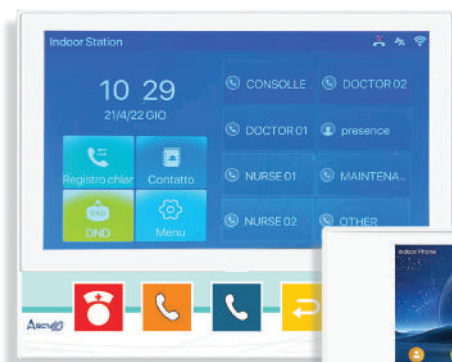 Indoor Station
10 29
21/4/22 GIO
CONSOLLE..
DOCTOR 02
DOCTOR 01
presence
NURSE 01
MAINTENA..
NURSE 02
OTHER
Registro chiar
Contatto
DND
DND
Menu
Indoor Phone